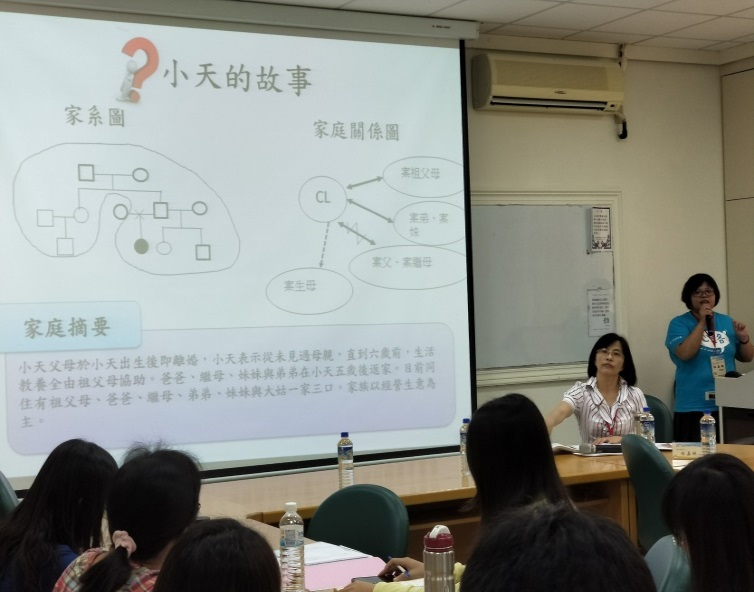 小天的故事
家系圖
家庭關係圖
CL
案祖父母
案弟、案
妹
案父、案繼母
案生母
家庭摘要
小天父母於小天出生後即離婚，小天表示從未見過母親，直到六歲前，生活
教養全由祖父母協助。爸爸、繼母、妹妹與弟弟在小天五歲後返家，目前同
住有祖父母、爸爸、繼母、弟弟、妹妹與大姑一家三口。家族以經營生意為
主。